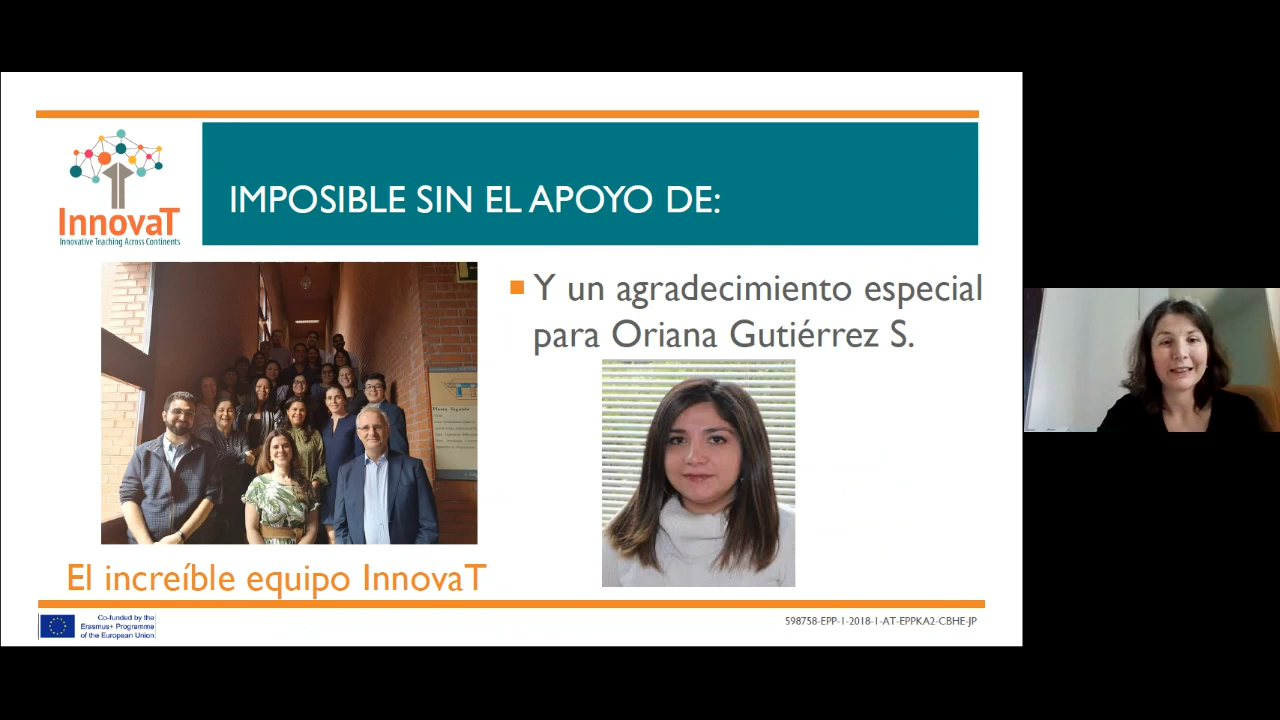 InnovaT
Innovative Teaching Across Continents
IMPOSIBLE SIN EL APOYO DE:
El increíble equipo InnovaT
Y un agradecimiento especial
para Oriana Gutiérrez S.
Co-funded by the
Erasmus+ Programme
of the European Union
598758-EPP-1-2018-1-AT-EPPKA2-CBHE-JP